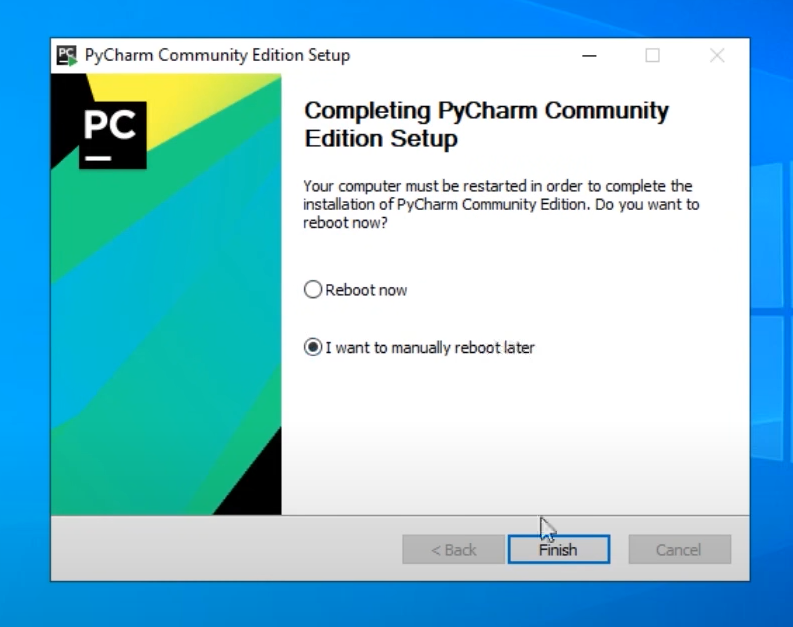 PyCharm Community Edition Setup
PC
Completing PyCharm Community
Edition Setup
Your computer must be restarted in order to complete the
installation of PyCharm Community Edition. Do you want to
reboot now?
Reboot now
I want to manually reboot later
< Back Finish Cancel